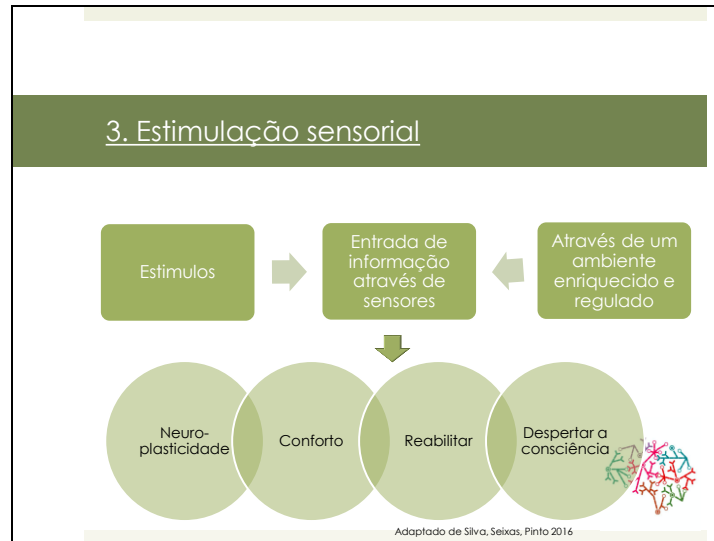 3. Estimulação sensorial
Estimulos
Entrada de
informação
através de
sensores
Através de um
ambiente
enriquecido e
regulado
Neuro-
plasticidade
Conforto
Reabilitar
Despertar a
consciência
Adaptado de Silva, Seixas, Pinto 2016